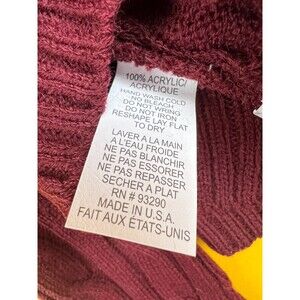 100% ACRYLIC/
ACRYLIQUE
HAND WASH COLD
NO BLEACH
DO NOT WRING
DO NOT IRON
RESHAPE LAY FLAT
TO DRY
LAVER A LA MAIN
A L'EAU FROIDE
NE PAS BLANCHIR
NE PAS ESSORER
NE PAS REPASSER
SECHER A PLAT
RN # 93290
MADE IN U.S.A.
FAIT AUX ÉTATS-UNIS